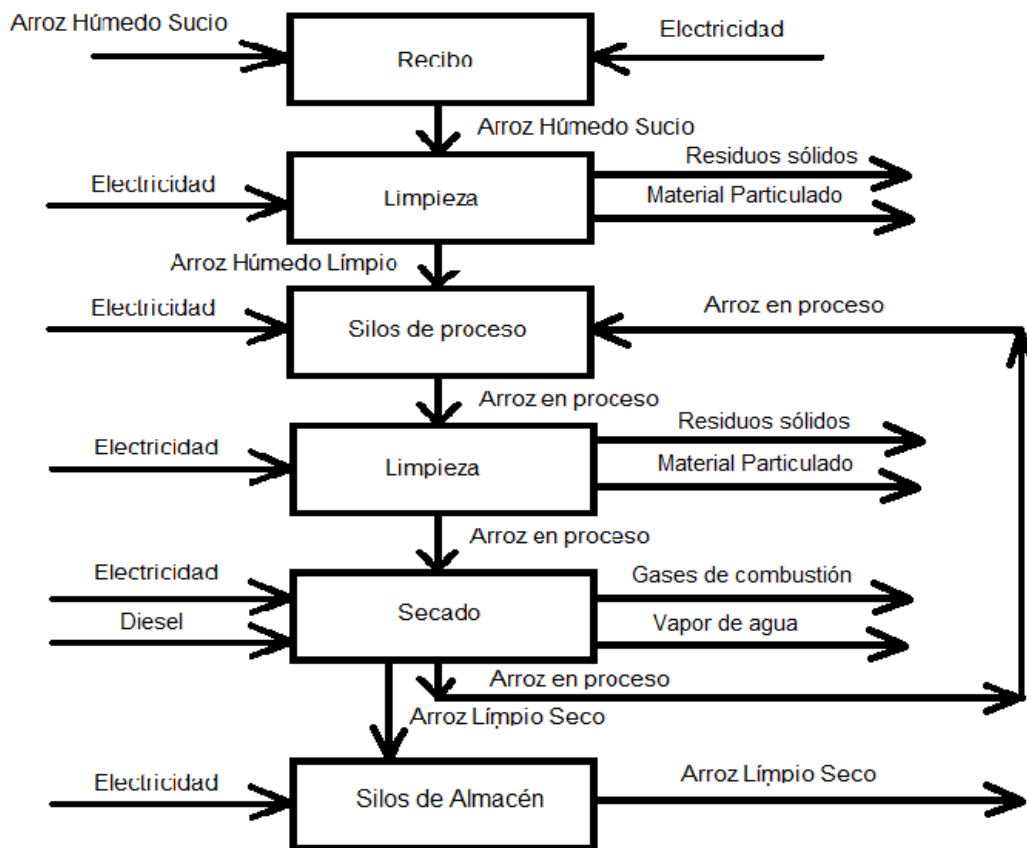 Arroz Húmedo Sucio
Electricidad
Recibo
Arroz Húmedo Sucio
Residuos sólidos
Electricidad
Limpieza
Material Particulado
Arroz Húmedo Límpio
Electricidad
Arroz en proceso
Silos de proceso
Arroz en proceso
Residuos sólidos
Electricidad
Limpieza
Material Particulado
Arroz en proceso
Electricidad
Gases de combustión
Secado
Diesel
Vapor de agua
Arroz en proceso
Arroz Límpio Seco
Electricidad
Silos de Almacén
Arroz Límpio Seco